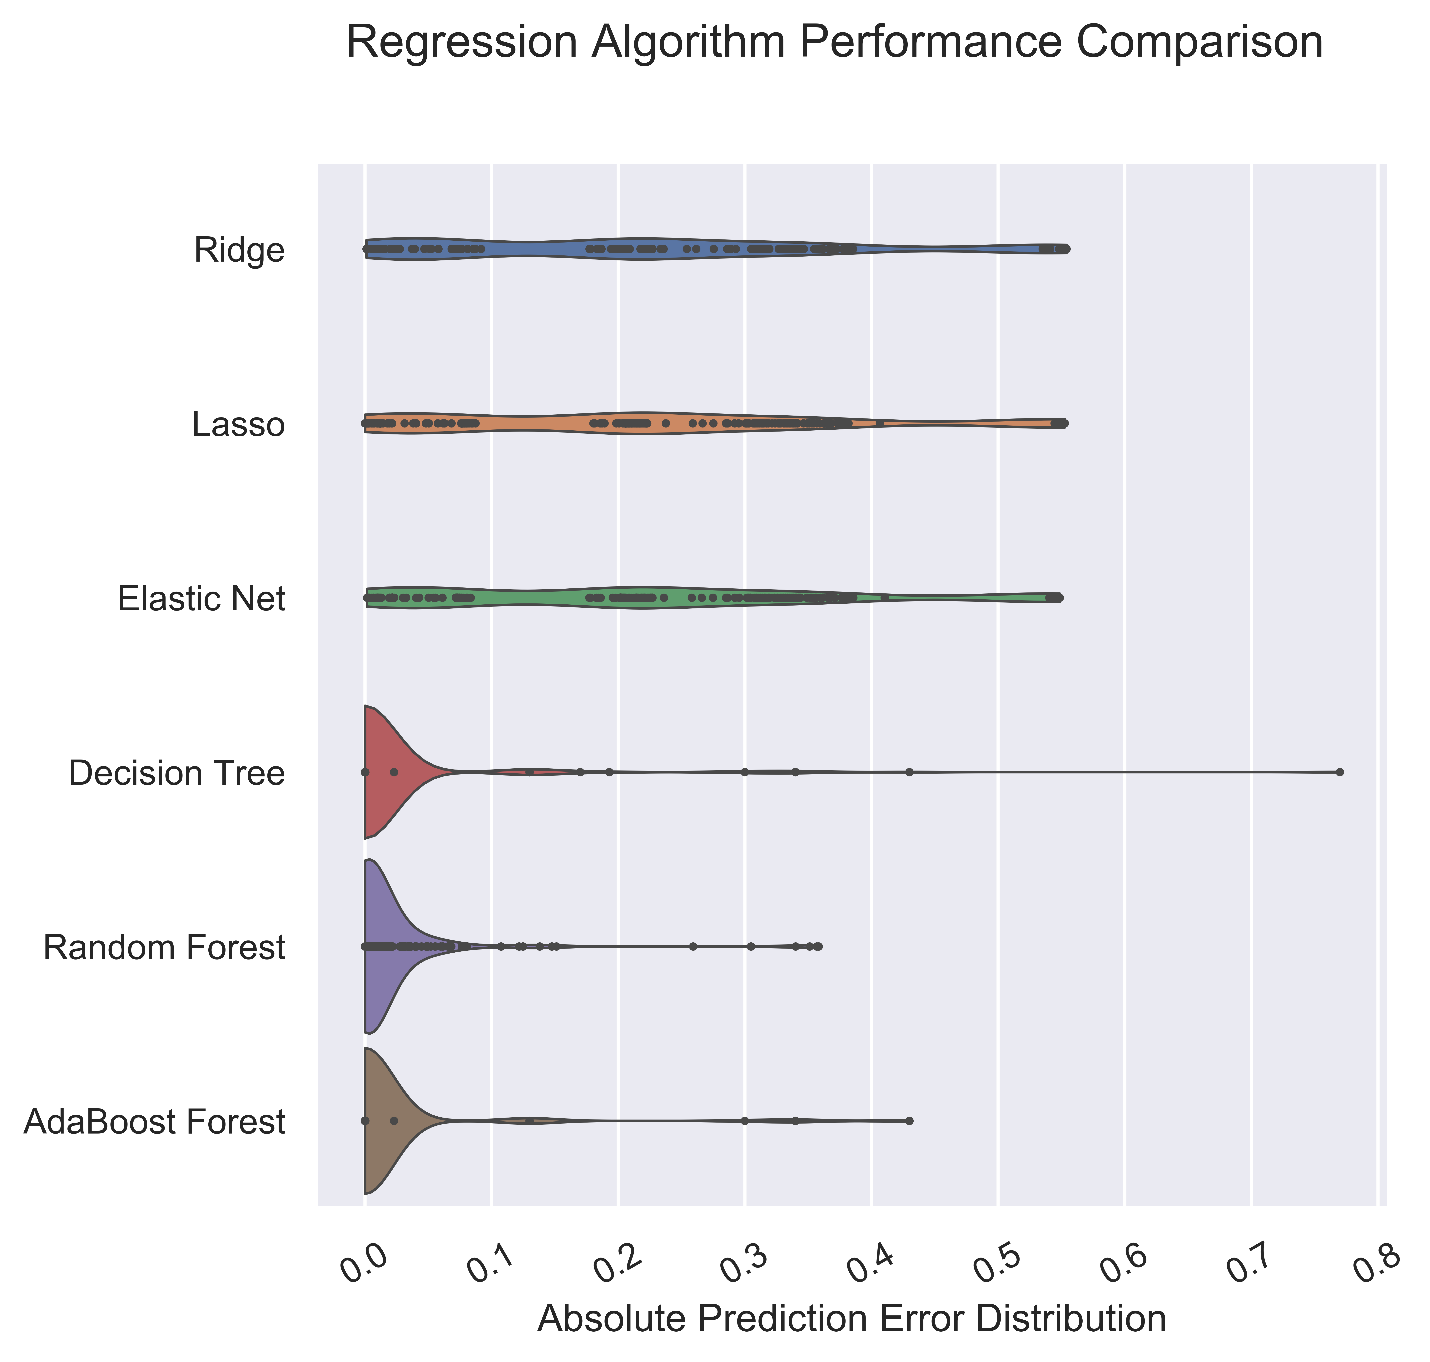 Regression Algorithm Performance Comparison
Ridge
Lasso
Elastic Net
Decision Tree
Random Forest
AdaBoost Forest
0.0 0.1 0.2 0.3 0.4 0.5 0.6 0.7 0.8
Absolute Prediction Error Distribution